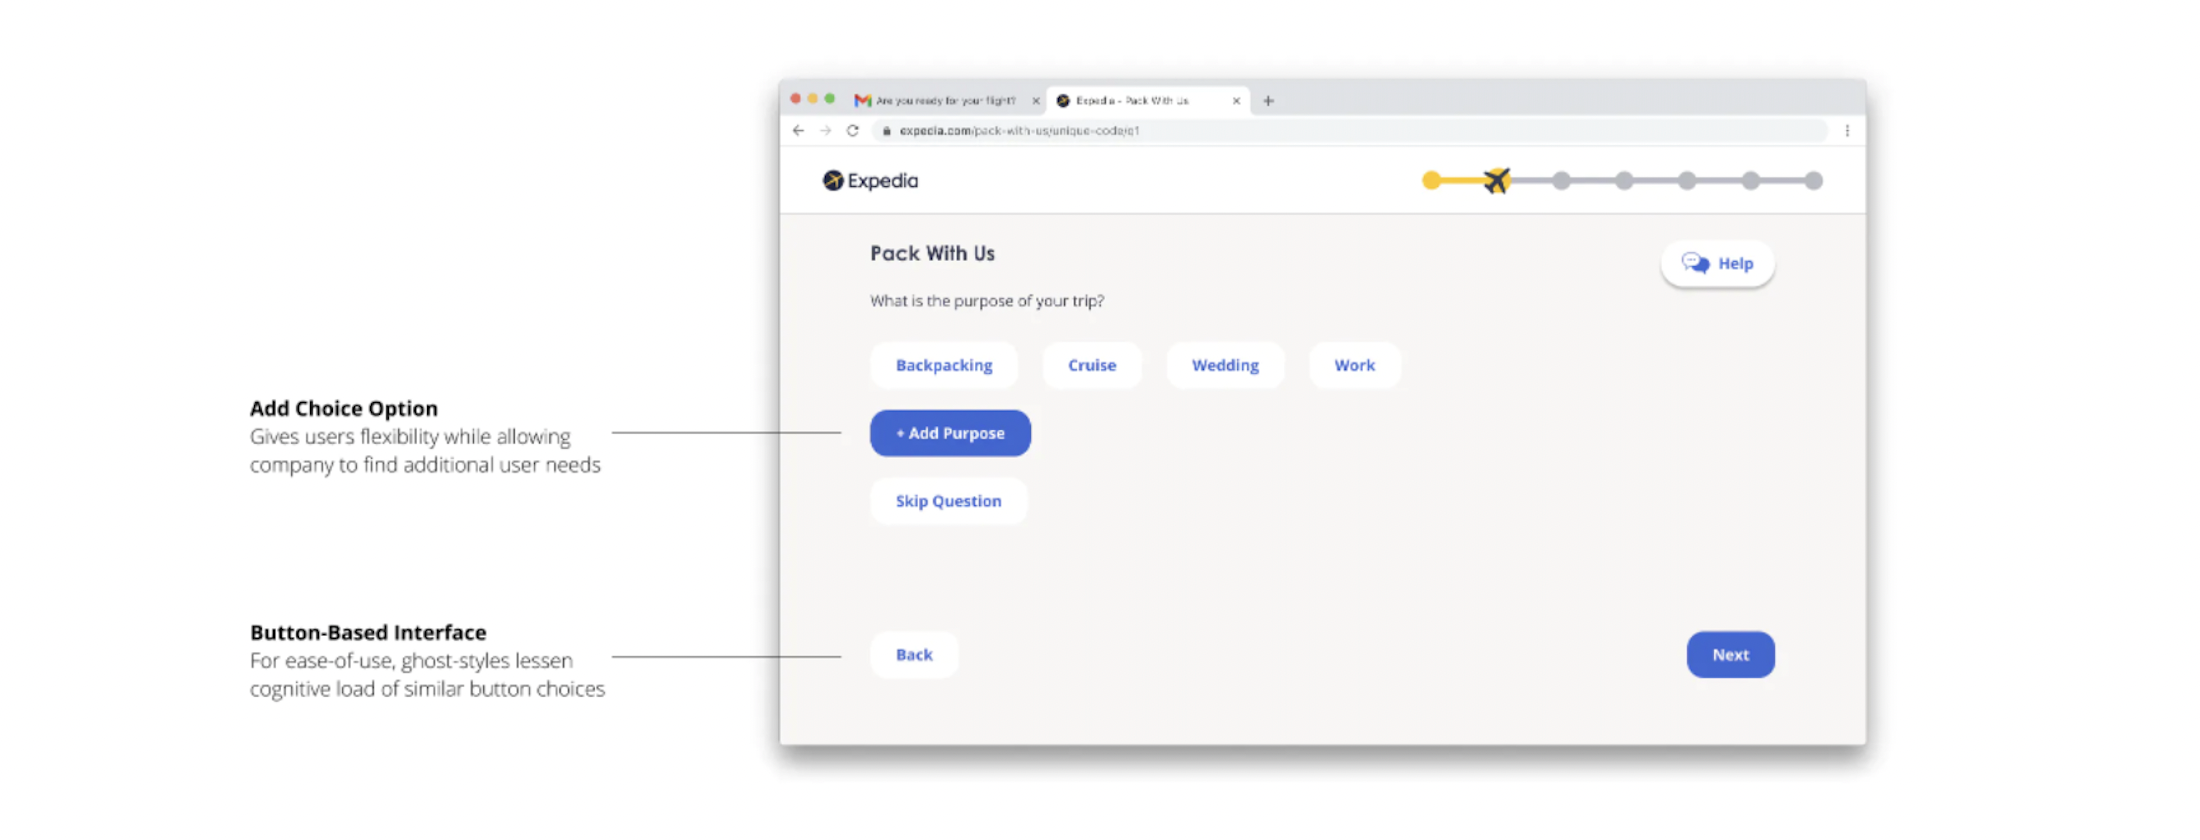 Are you ready for your flight?
Expedia - Pack With Us
expedia.com/pack-with-us/unique-code/q1
Expedia
Pack With Us
Help
What is the purpose of your trip?
Backpacking
Cruise
Wedding
Work
Add Choice Option
Gives users flexibility while allowing
company to find additional user needs
+ Add Purpose
Skip Question
Button-Based Interface
For ease-of-use, ghost-styles lessen
cognitive load of similar button choices
Back
Next